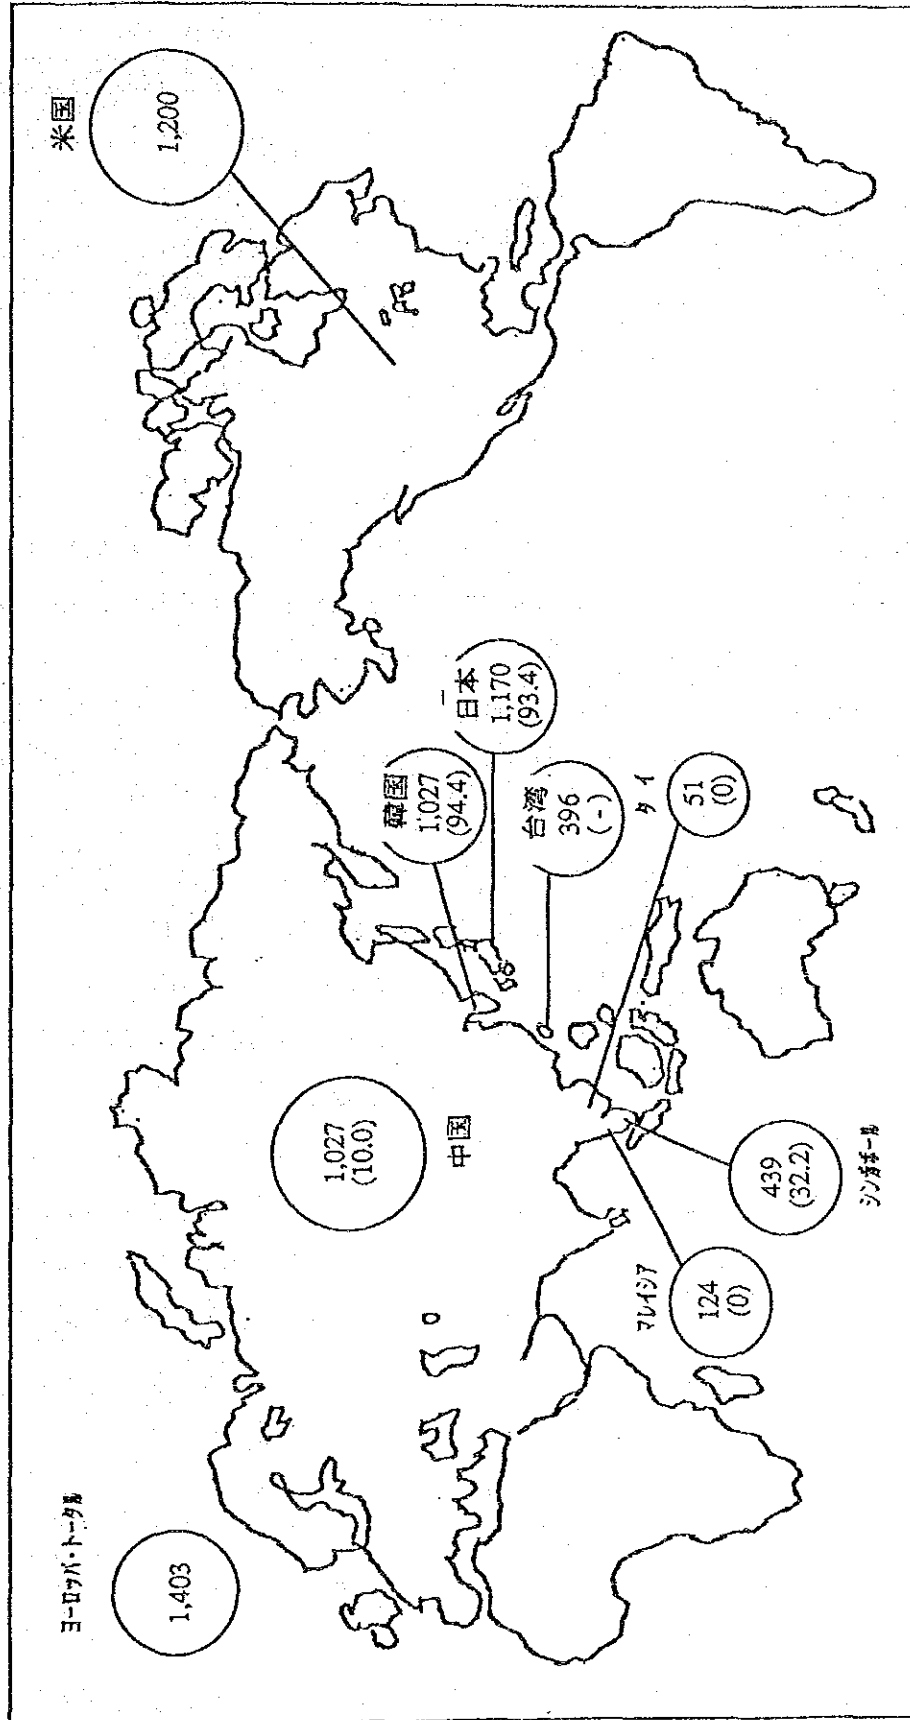 ヨーロッパ・トータル
1,403
米国
1,200
1,027
(10.0)
中国
韓国
1,027
(94.4)
日本
1,170
(93.4)
台湾
396
(-)
タイ
51
(0)
マレイシア
124
(0)
439
(32.2)
シンガポール